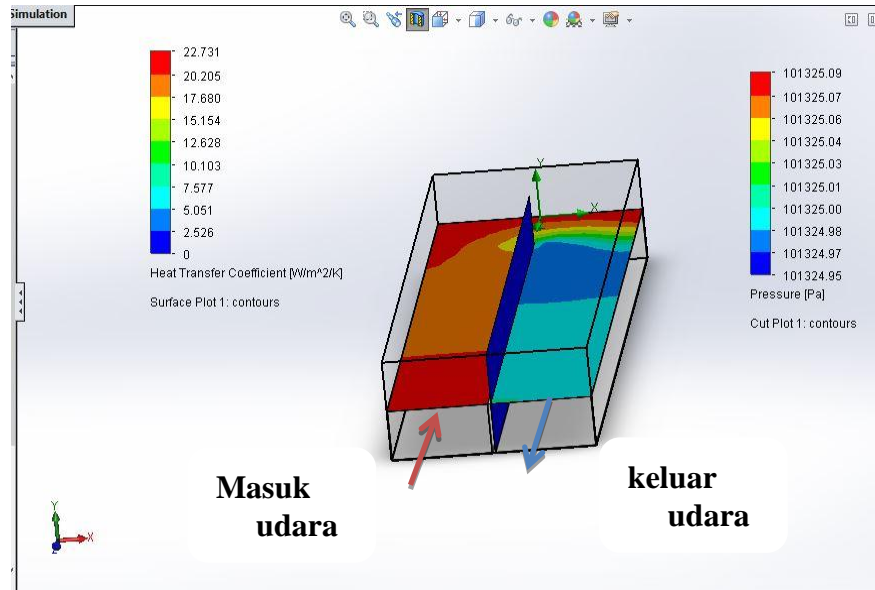 Simulation
22.731
20.205
17.680
15.154
12.628
10.103
7.577
5.051
2.526
0
Heat Transfer Coefficient [W/m^2/K]
Surface Plot 1: contours
101325.09
101325.07
101325.06
101325.04
101325.03
101325.01
101325.00
101324.98
101324.97
101324.95
Pressure [Pa]
Cut Plot 1: contours
Y
X
Masuk
udara
keluar
udara
Y
X
Z